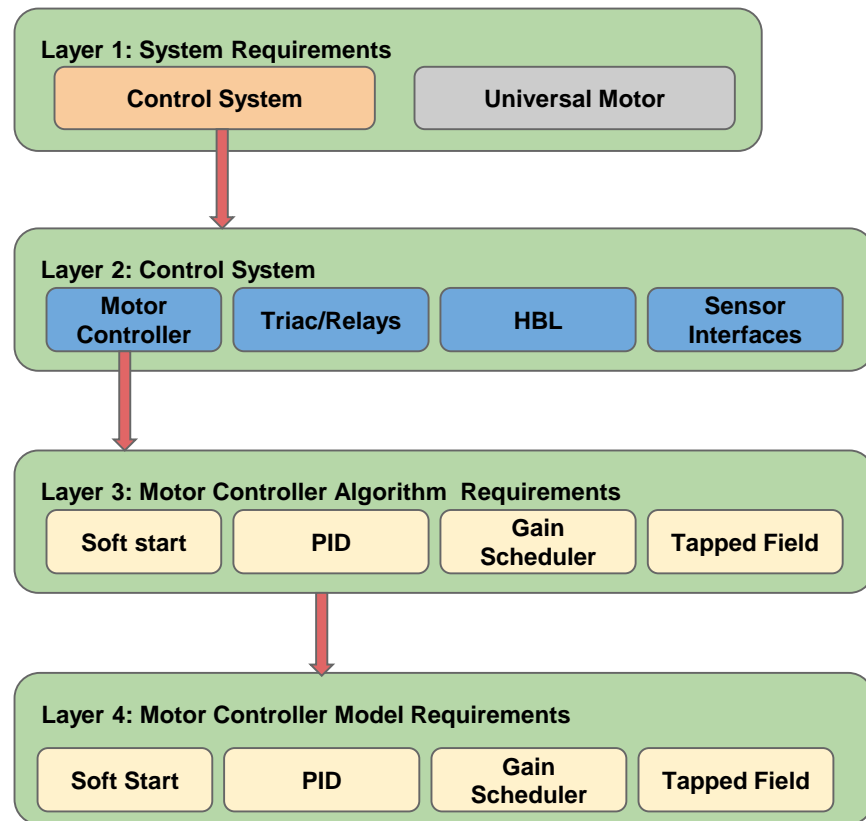 Layer 1: System Requirements
Control System
Universal Motor
Layer 2: Control System
Motor
Controller
Triac/Relays
HBL
Sensor
Interfaces
Layer 3: Motor Controller Algorithm  Requirements
Soft start
PID
Gain
Scheduler
Tapped Field
Layer 4: Motor Controller Model Requirements
Soft Start
PID
Gain
Scheduler
Tapped Field